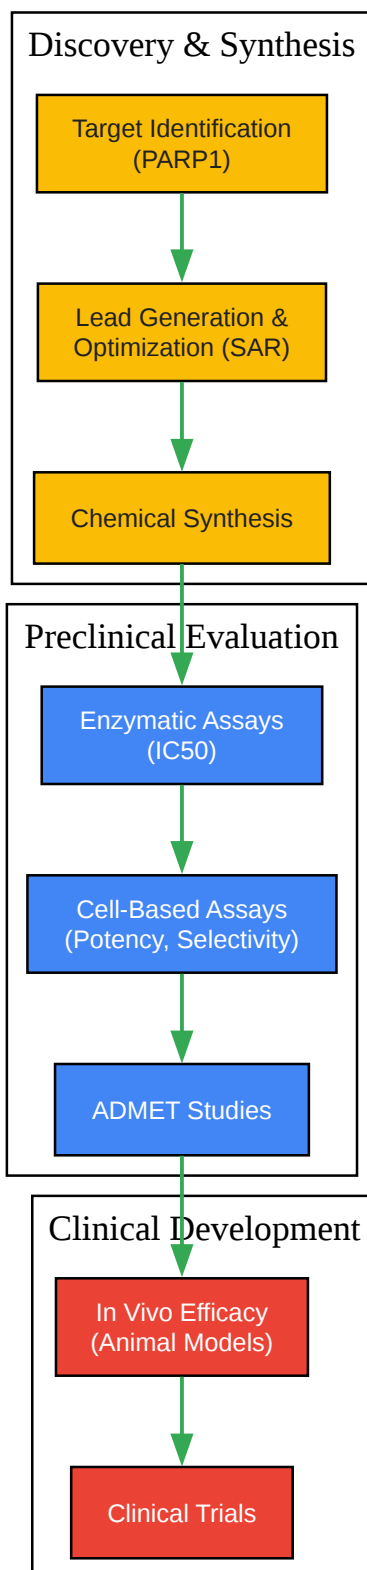 Discovery & Synthesis
Target Identification
(PARP1)
Lead Generation &
Optimization (SAR)
Chemical Synthesis
Preclinical Evaluation
Enzymatic Assays
(IC50)
Cell-Based Assays
(Potency, Selectivity)
ADMET Studies
Clinical Development
In Vivo Efficacy
(Animal Models)
Clinical Trials